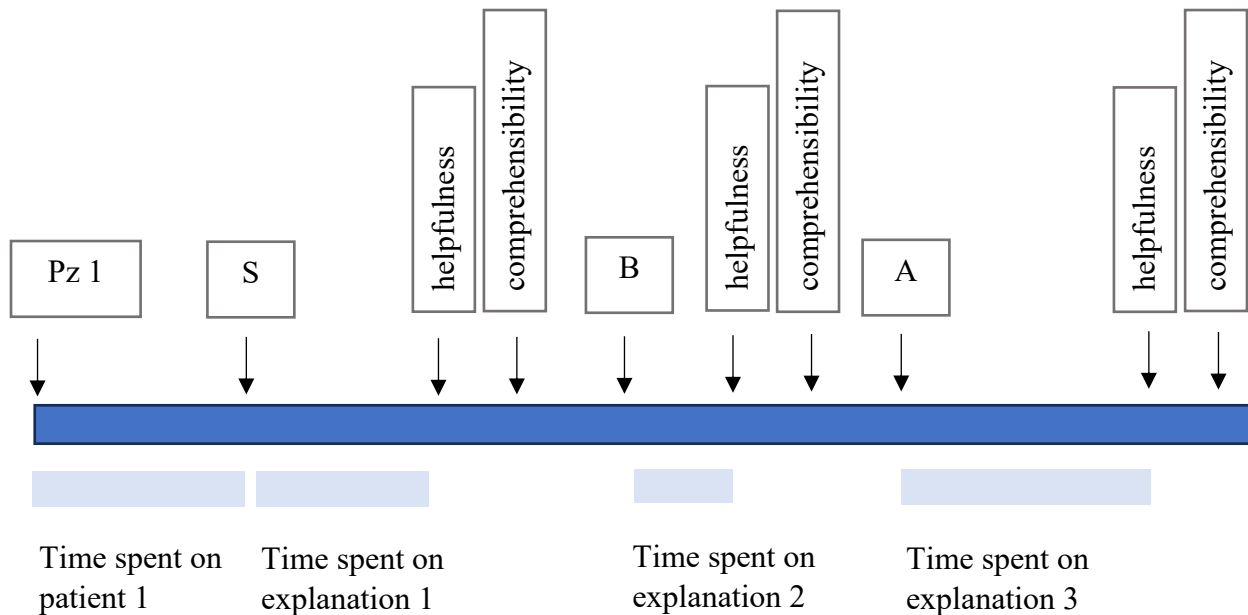 Pz 1
S
helpfulness
comprehensibility
B
helpfulness
comprehensibility
A
helpfulness
comprehensibility
Time spent on
patient 1
Time spent on
explanation 1
Time spent on
explanation 2
Time spent on
explanation 3